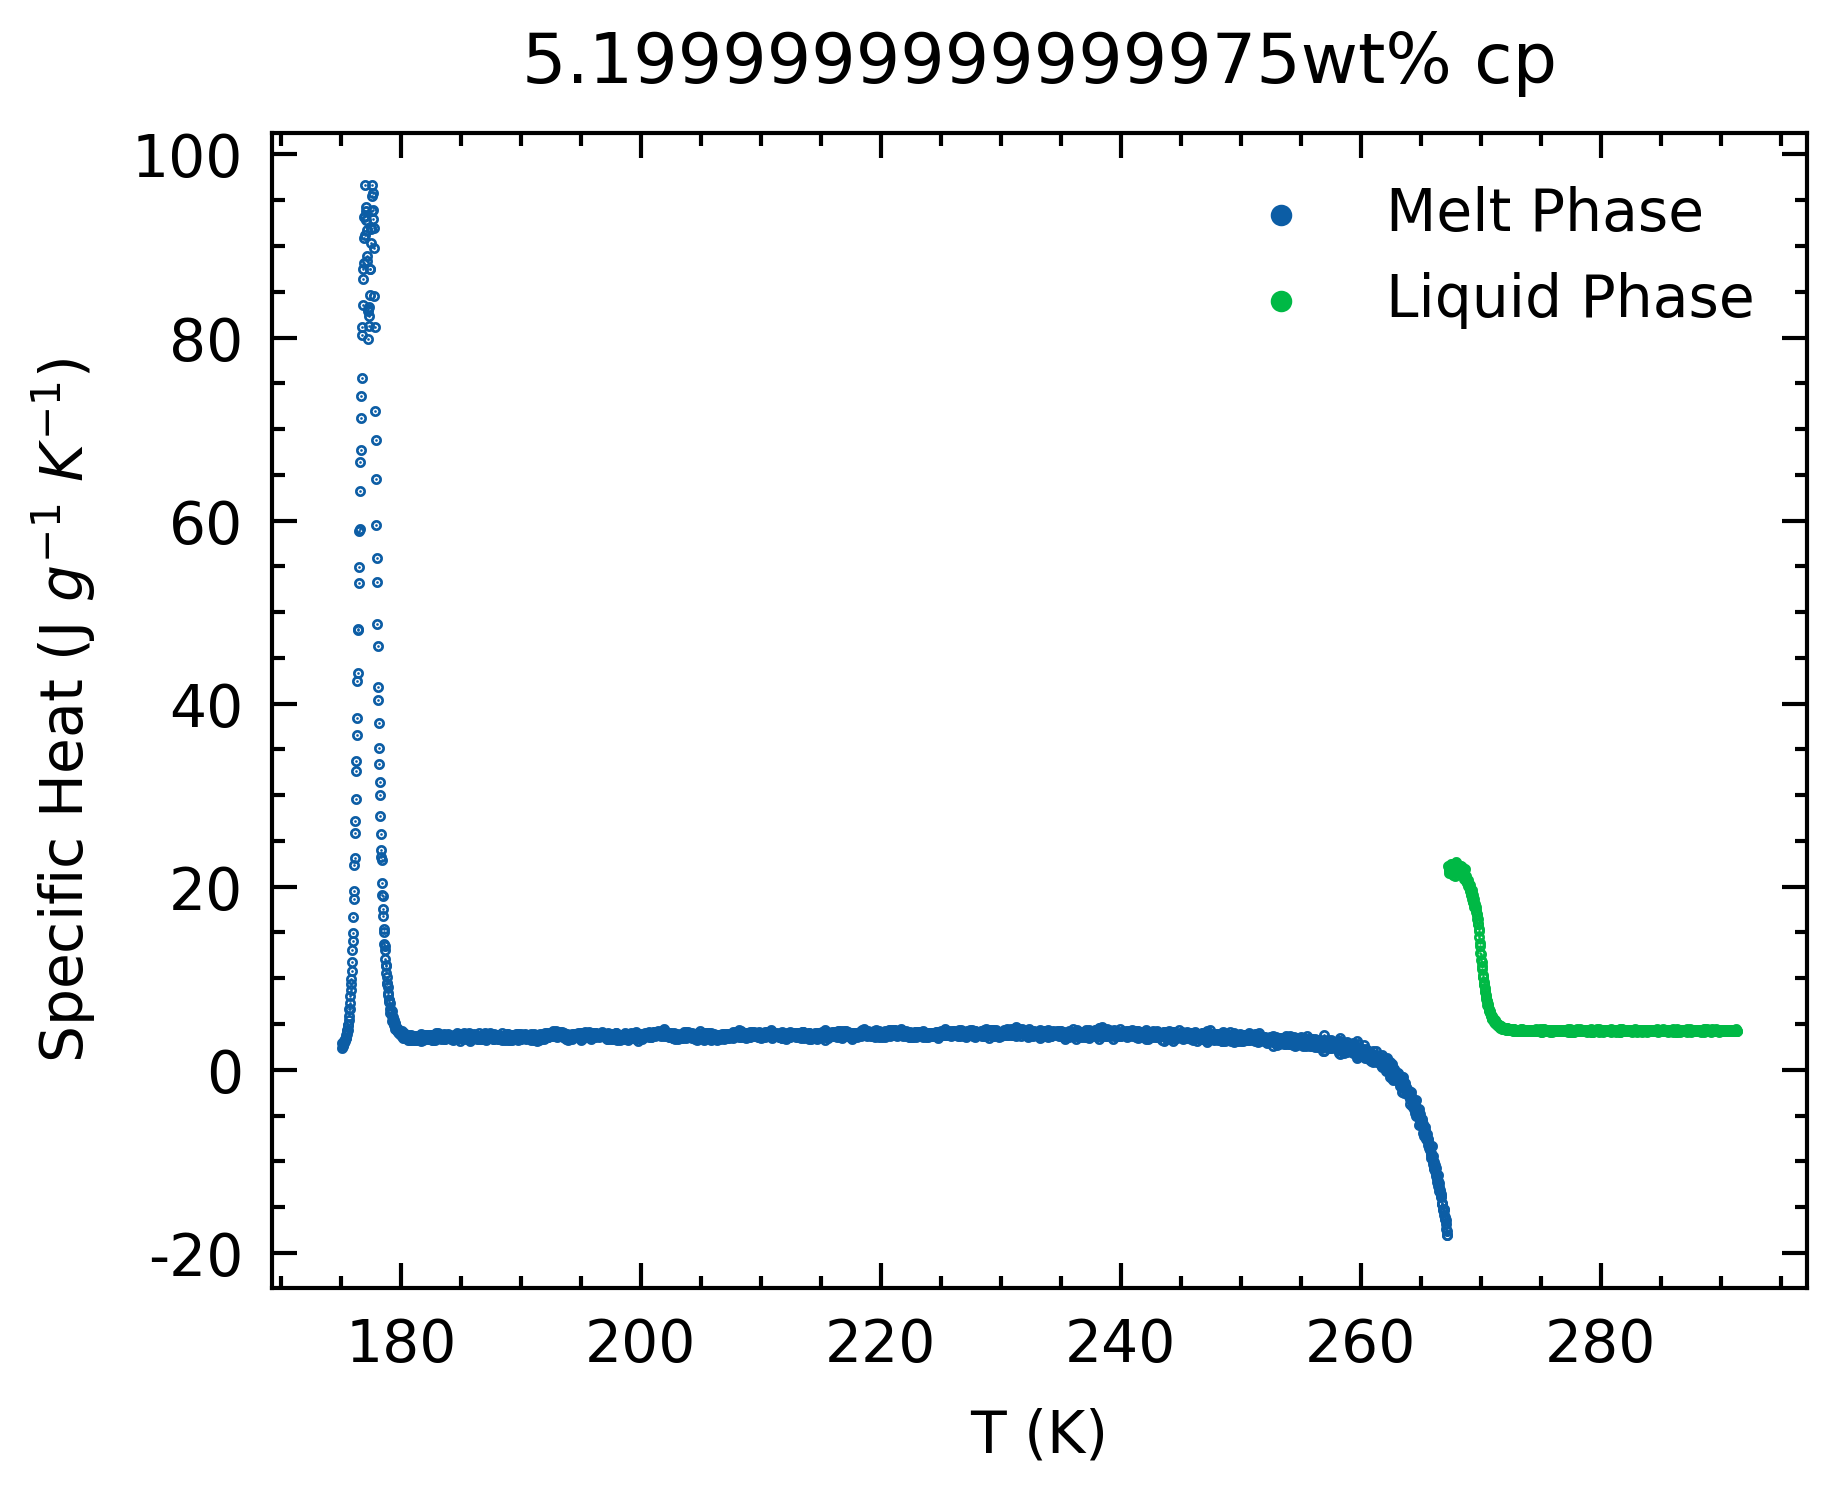 5.1999999999999975wt% cp
Specific Heat (J g⁻¹ K⁻¹)
100
80
60
40
20
0
-20
Melt Phase
Liquid Phase
180 200 220 240 260 280
T (K)